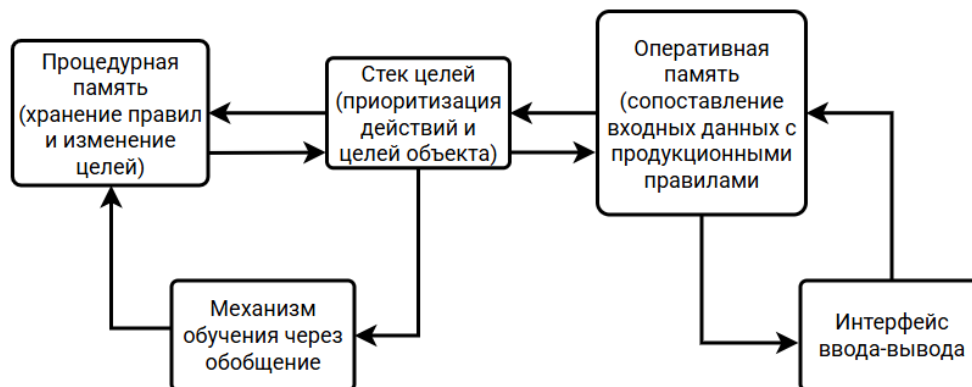 Процедурная
память
(хранение правил
и изменение
целей)
Стек целей
(приоритизация
действий и
целей объекта)
Оперативная
память
(сопоставление
входных данных с
продукционными
правилами
Механизм
обучения через
обобщение
Интерфейс
ввода-вывода